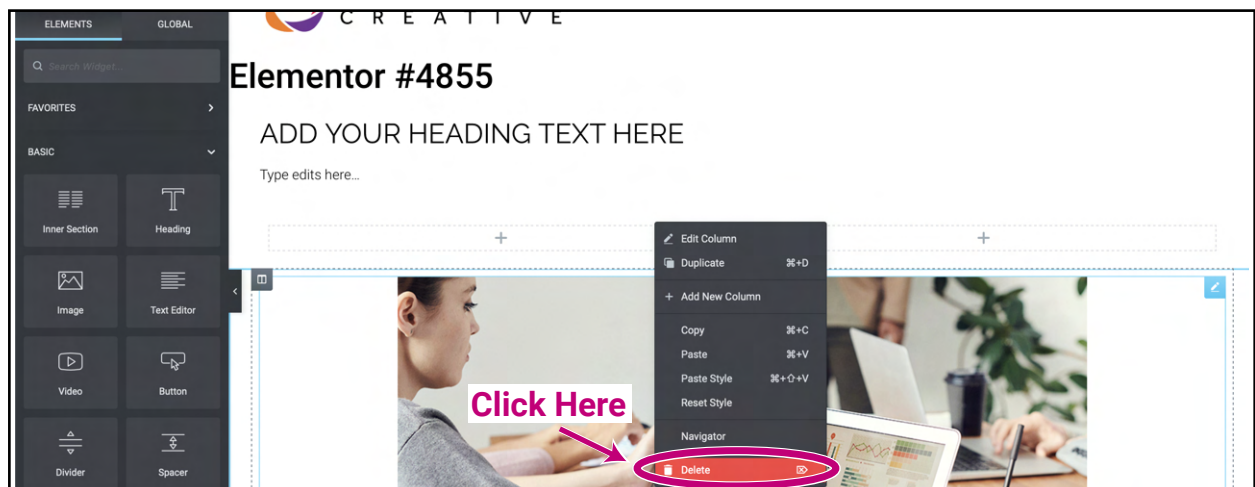 ELEMENTS GLOBAL
CREATIVE
Search Widget...
Elementor #4855
FAVORITES
ADD YOUR HEADING TEXT HERE
BASIC
Type edits here...
Inner Section Heading
Image Text Editor
Video Button
Divider Spacer
Edit Column
Duplicate ⌘+D
+ Add New Column
Copy ⌘+C
Paste ⌘+V
Paste Style ⌘+⇧+V
Reset Style
Navigator
Delete ⌦
Click Here